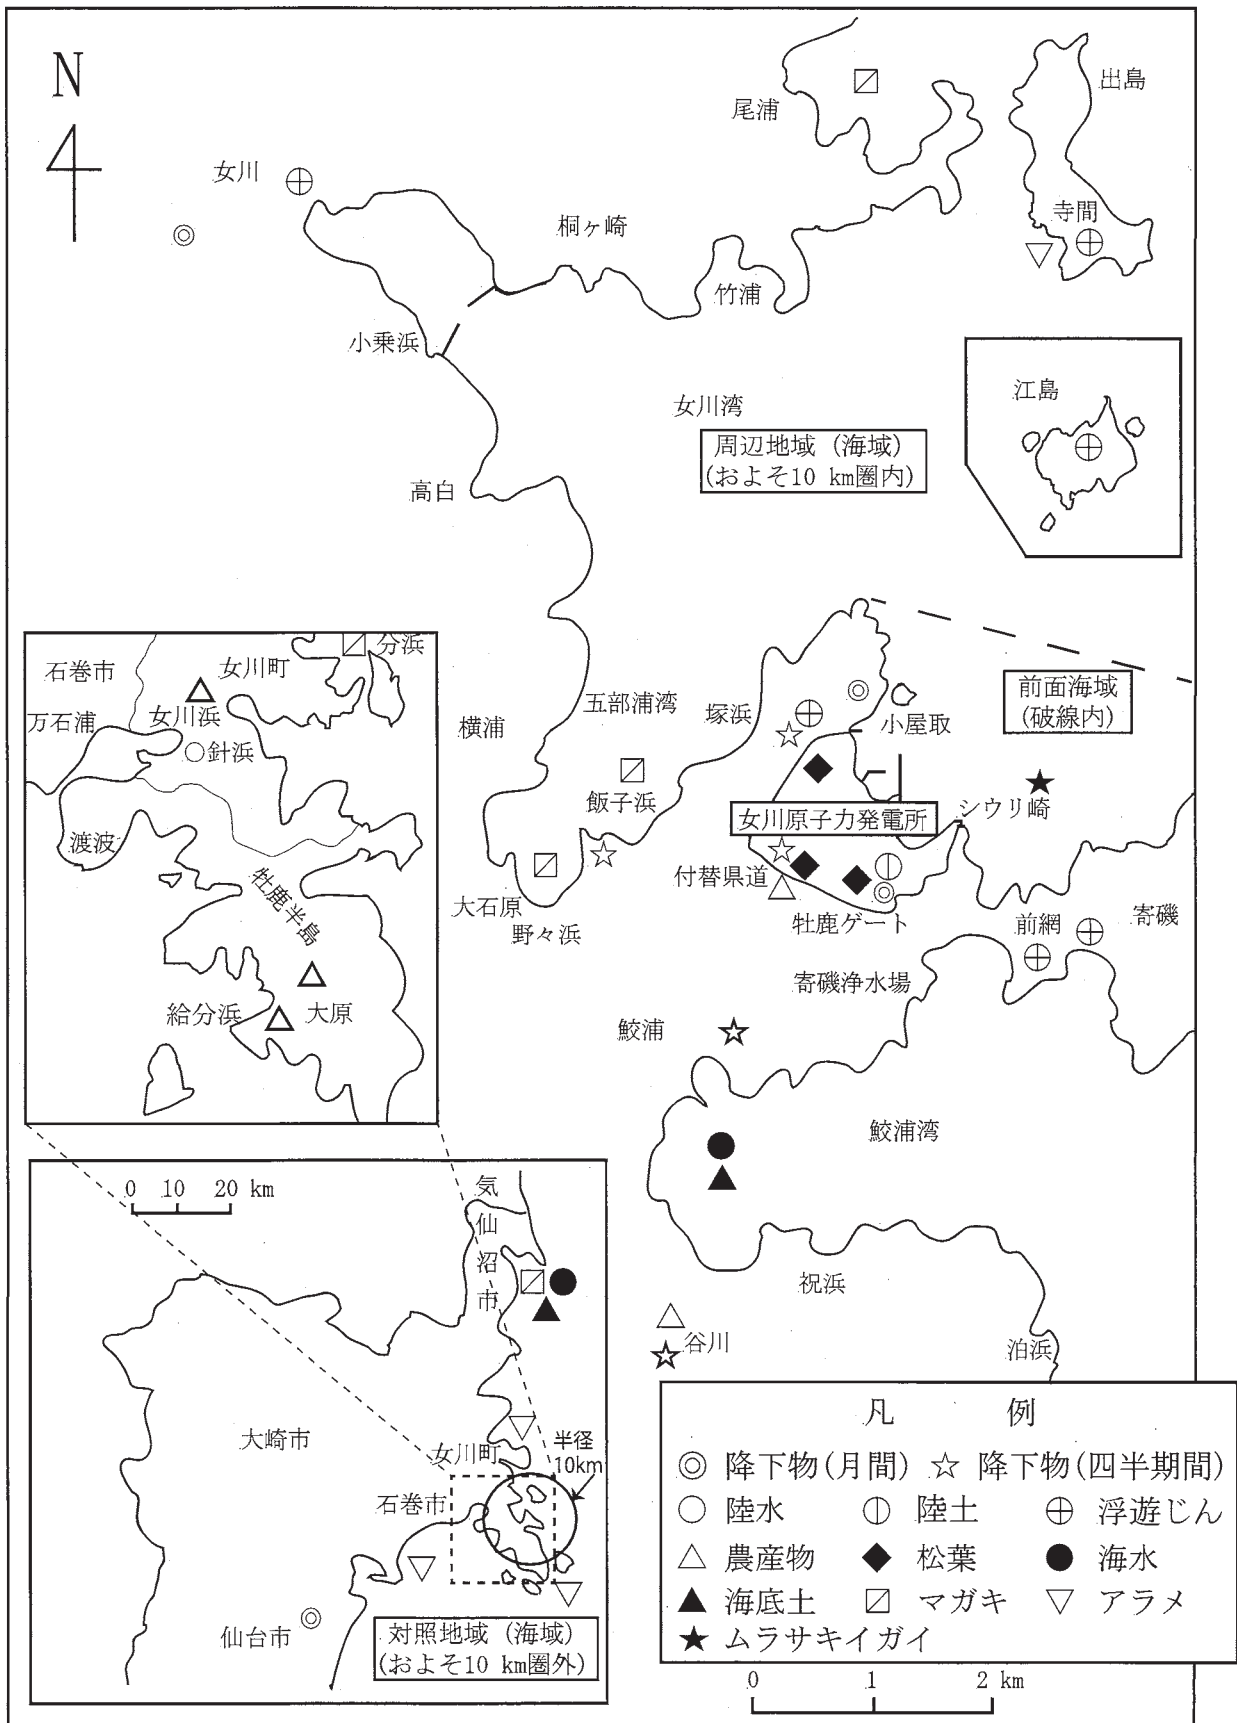 N
尾浦
出島
女川
寺間
桐ヶ崎
竹浦
小乗浜
江島
女川湾
周辺地域（海域）
(およそ10 km圏内)
高白
石巻市
女川町
分浜
万石浦
女川浜
針浜
渡波
牡鹿半島
給分浜
大原
五部浦湾
横浦
塚浜
小屋取
前面海域
(破線内)
飯子浜
女川原子力発電所
シウリ崎
付替県道
大石原
野々浜
牡鹿ゲート
前網
寄磯
寄磯浄水場
鮫浦
鮫浦湾
祝浜
谷川
泊浜
0 10 20 km
気仙沼市
大崎市
女川町
半径
10km
石巻市
仙台市
対照地域（海域）
(およそ10 km圏外)
凡 例
降下物(月間) 降下物(四半期間)
陸水 陸土 浮遊じん
農産物 松葉 海水
海底土 マガキ アラメ
ムラサキイガイ
0 1 2 km